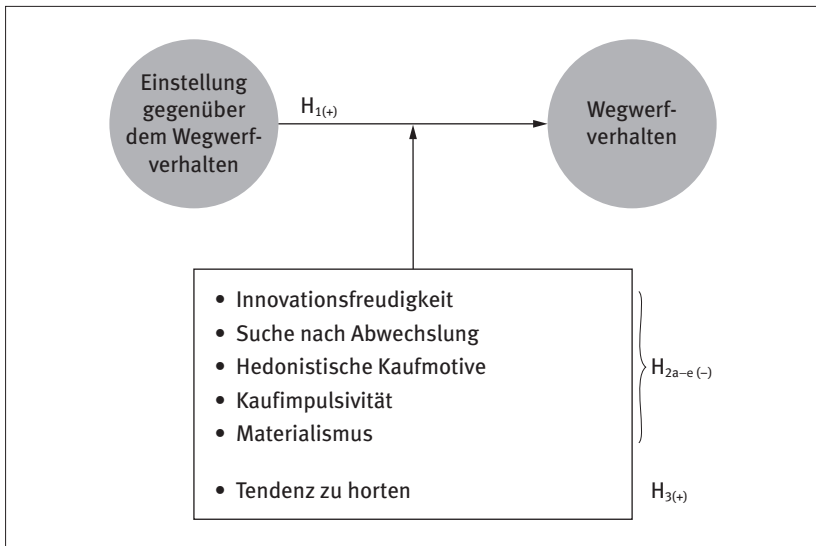 Einstellung
gegenüber
dem Wegwerf-
verhalten
H1(+)
Wegwerf-
verhalten
• Innovationsfreudigkeit
• Suche nach Abwechslung
• Hedonistische Kaufmotive
• Kaufimpulsivität
• Materialismus
H2a–e (–)
• Tendenz zu horten
H3(+)